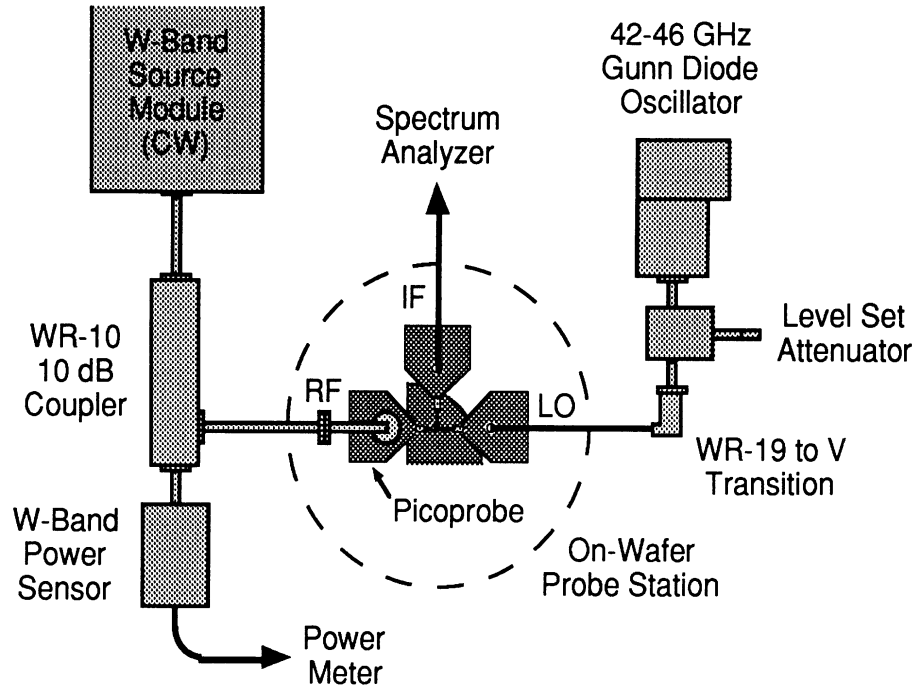 W-Band
Source
Module
(CW)
42-46 GHz
Gunn Diode
Oscillator
Spectrum
Analyzer
IF
WR-10
10 dB
Coupler
RF
LO
Level Set
Attenuator
WR-19 to V
Transition
Picoprobe
W-Band
Power
Sensor
On-Wafer
Probe Station
Power
Meter